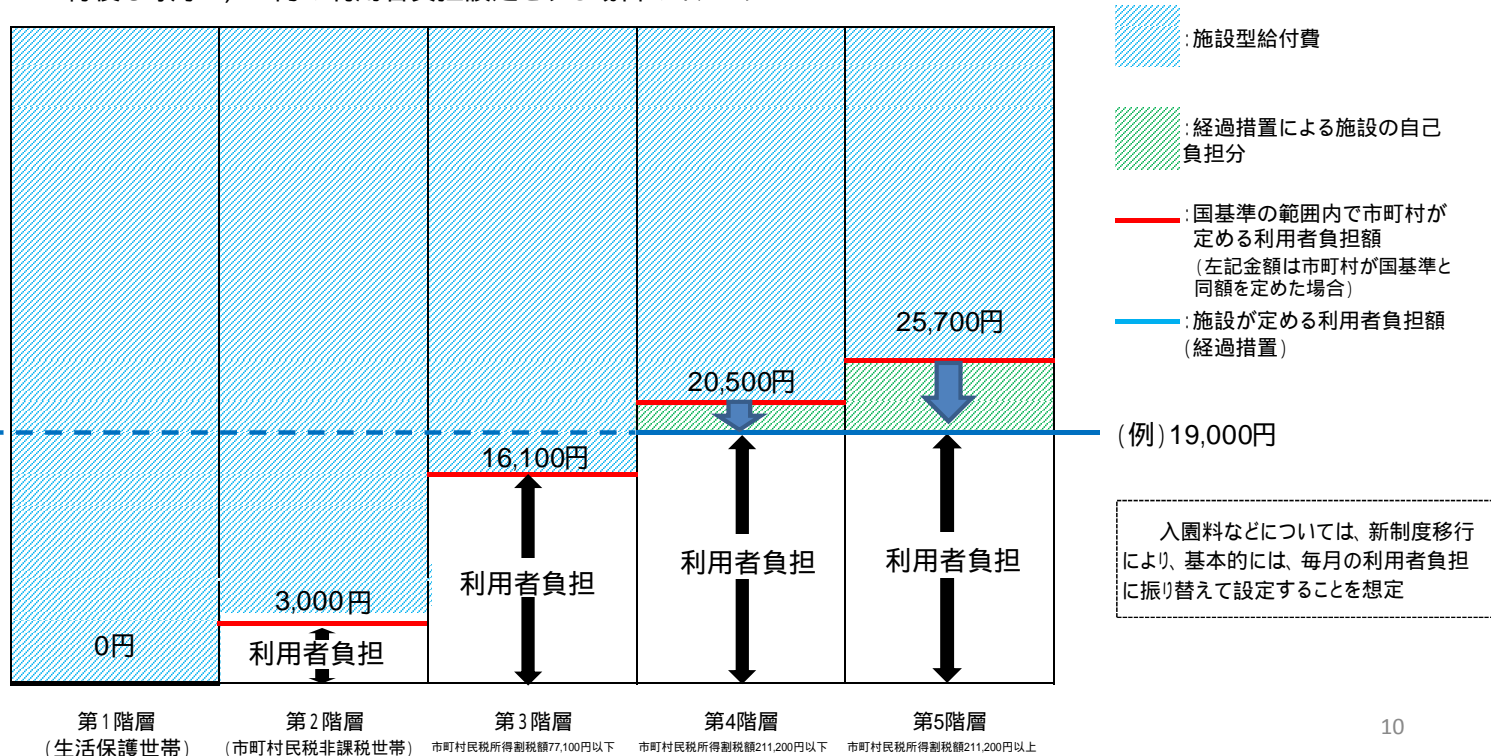 :施設型給付費
:経過措置による施設の自己
負担分
:国基準の範囲内で市町村が
定める利用者負担額
(左記金額は市町村が国基準と
同額を定めた場合)
:施設が定める利用者負担額
(経過措置)
25,700円
20,500円
(例)19,000円
16,100円
入園料などについては、新制度移行
により、基本的には、毎月の利用者負担
に振り替えて設定することを想定
利用者負担
利用者負担
利用者負担
3,000円
0円
利用者負担
第1階層
(生活保護世帯)
第2階層
(市町村民税非課税世帯)
第3階層
市町村民税所得割税額77,100円以下
第4階層
市町村民税所得割税額211,200円以下
第5階層
市町村民税所得割税額211,200円以上
10